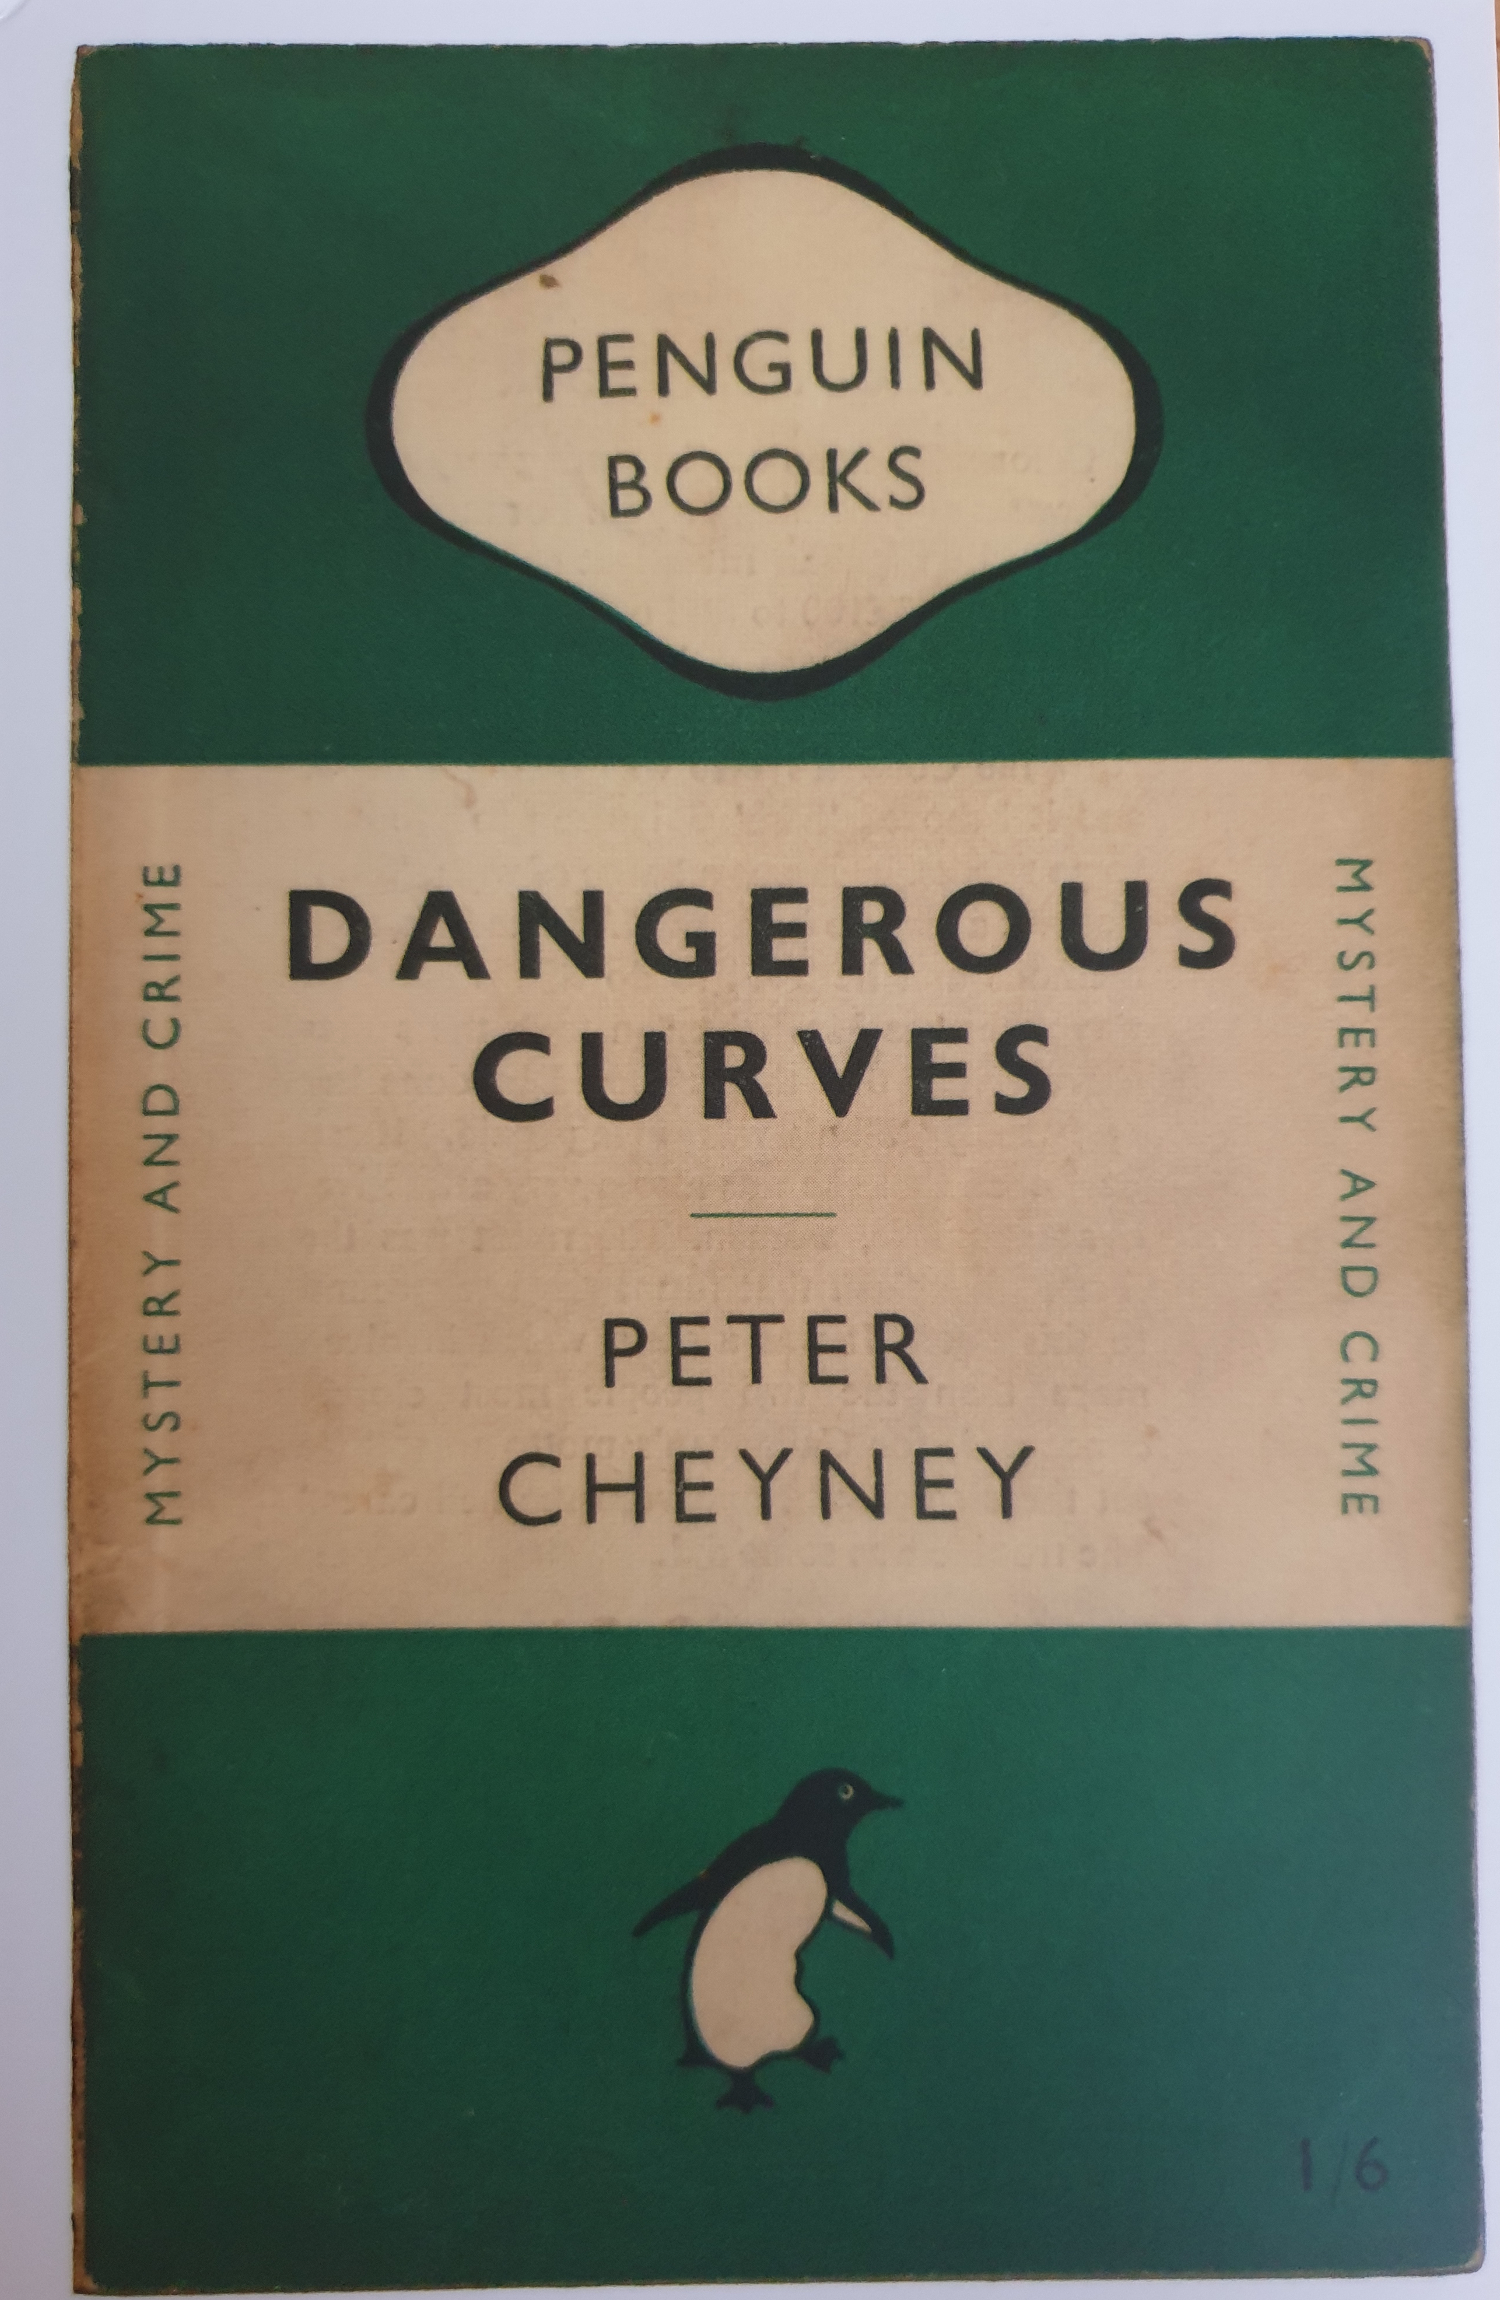 PENGUIN
BOOKS
MYSTERY AND CRIME
DANGEROUS
CURVES
PETER
CHEYNEY
MYSTERY AND CRIME
1/6